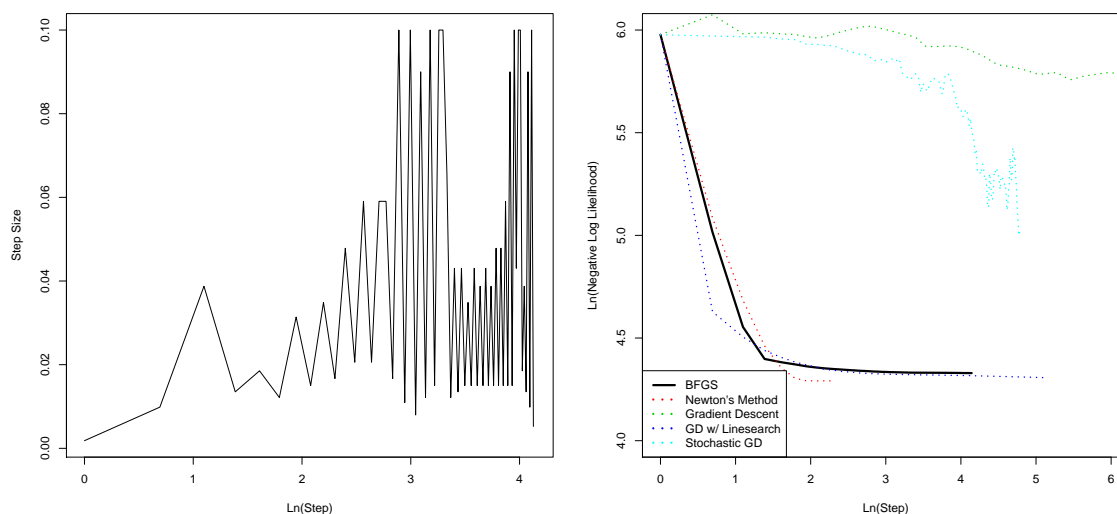 0.10
0.08
0.06
0.04
0.02
0.00
Step Size
0 1 2 3 4
Ln(Step)
6.0
5.5
5.0
4.5
4.0
Ln(Negative Log Likelihood)
BFGS
Newton's Method
Gradient Descent
GD w/ Linesearch
Stochastic GD
0 1 2 3 4 5 6
Ln(Step)